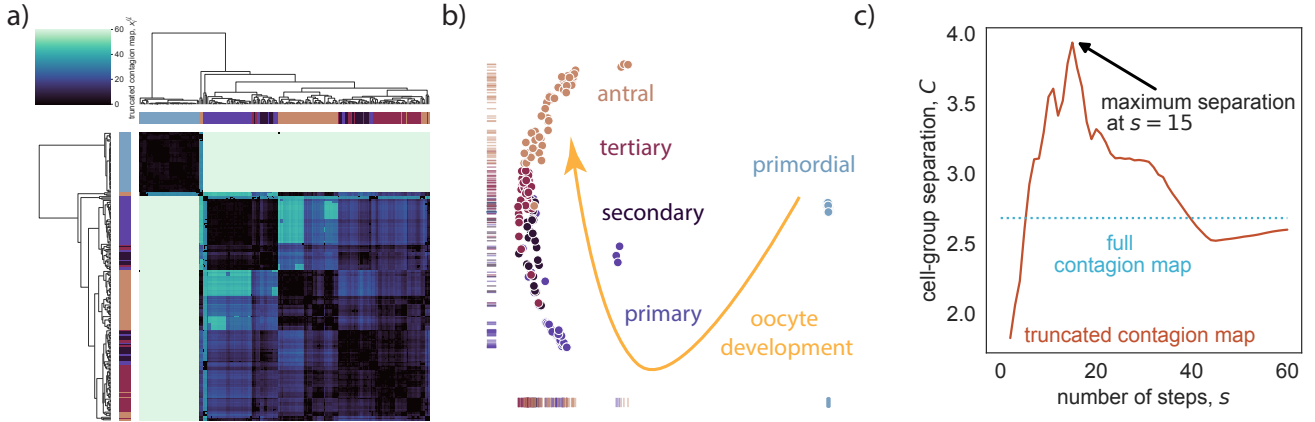 a)
truncated contagion map, x_i^(j)
60
40
20
0
b)
antral
tertiary
primordial
secondary
primary
oocyte
development
c)
cell-group separation, C
4.0
3.5
3.0
2.5
2.0
maximum separation
at s = 15
full
contagion map
truncated contagion map
0
20
40
60
number of steps, s